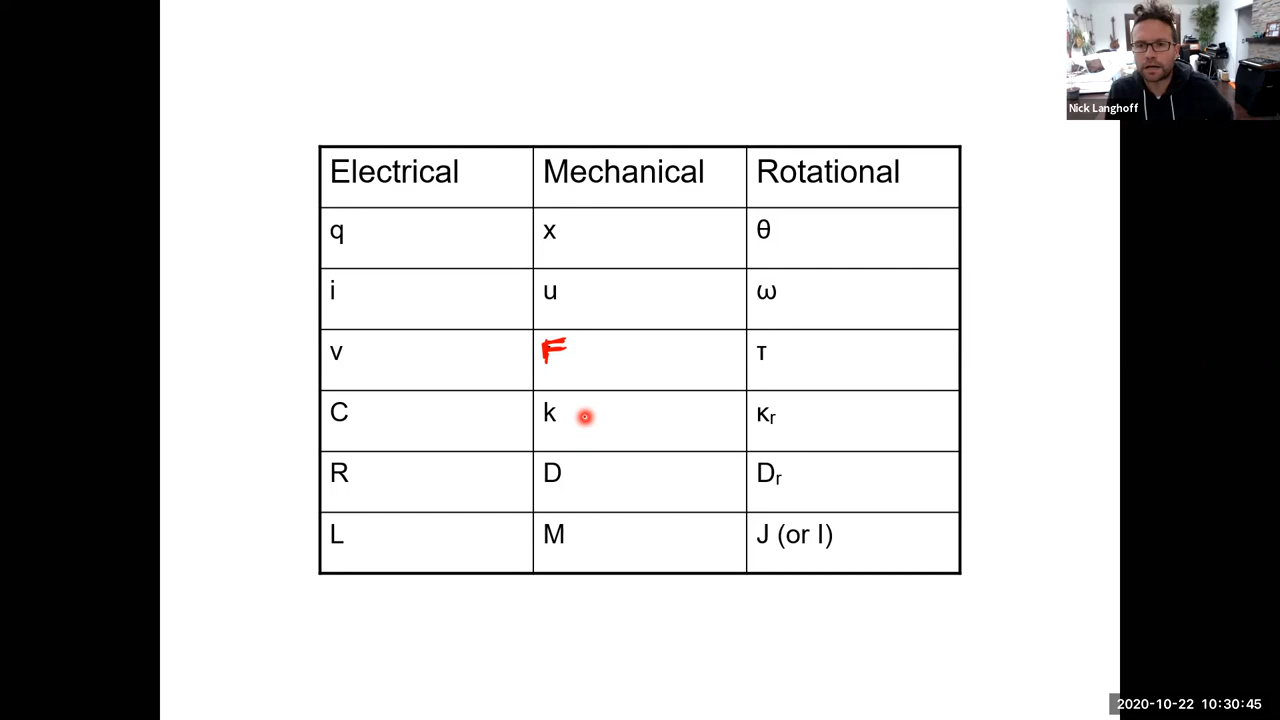 Nick Langhoff
Electrical Mechanical Rotational
q x θ
i u ω
v F τ
C k κr
R D Dr
L M J (or I)
2020-10-22 10:30:45